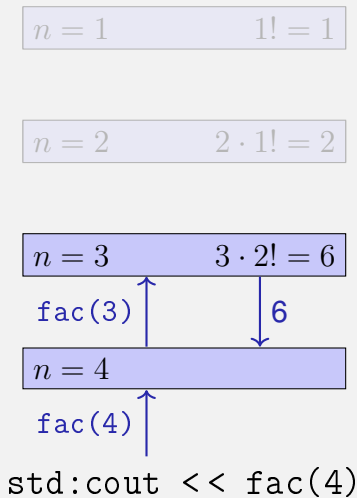 n = 1 1! = 1
n = 2 2 · 1! = 2
n = 3 3 · 2! = 6
fac(3) 6
n = 4
fac(4)
std:cout << fac(4)